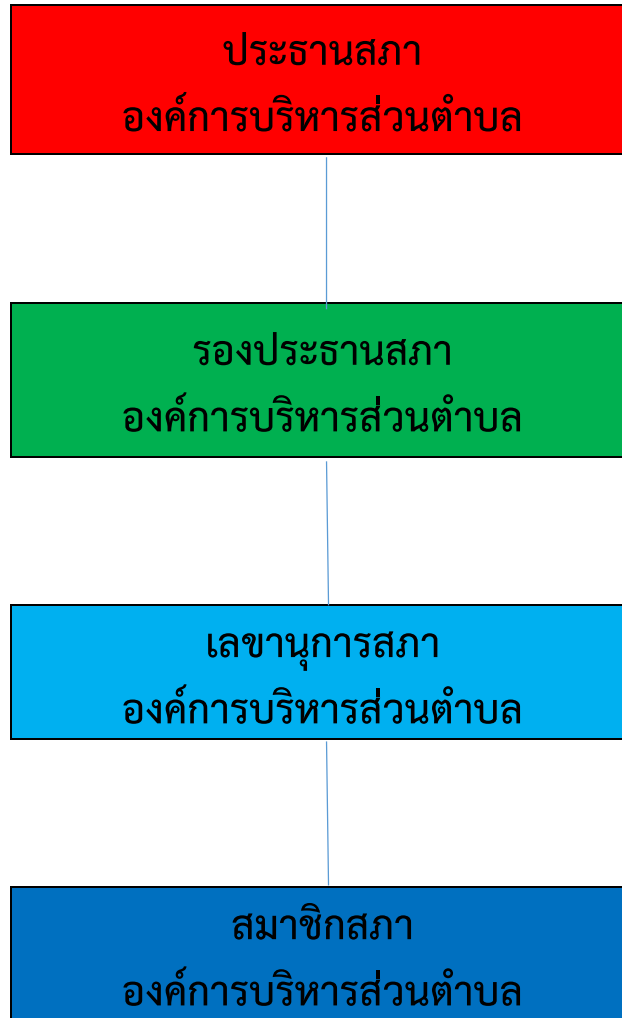 ประธานสภา
องค์การบริหารส่วนตำบล
รองประธานสภา
องค์การบริหารส่วนตำบล
เลขานุการสภา
องค์การบริหารส่วนตำบล
สมาชิกสภา
องค์การบริหารส่วนตำบล